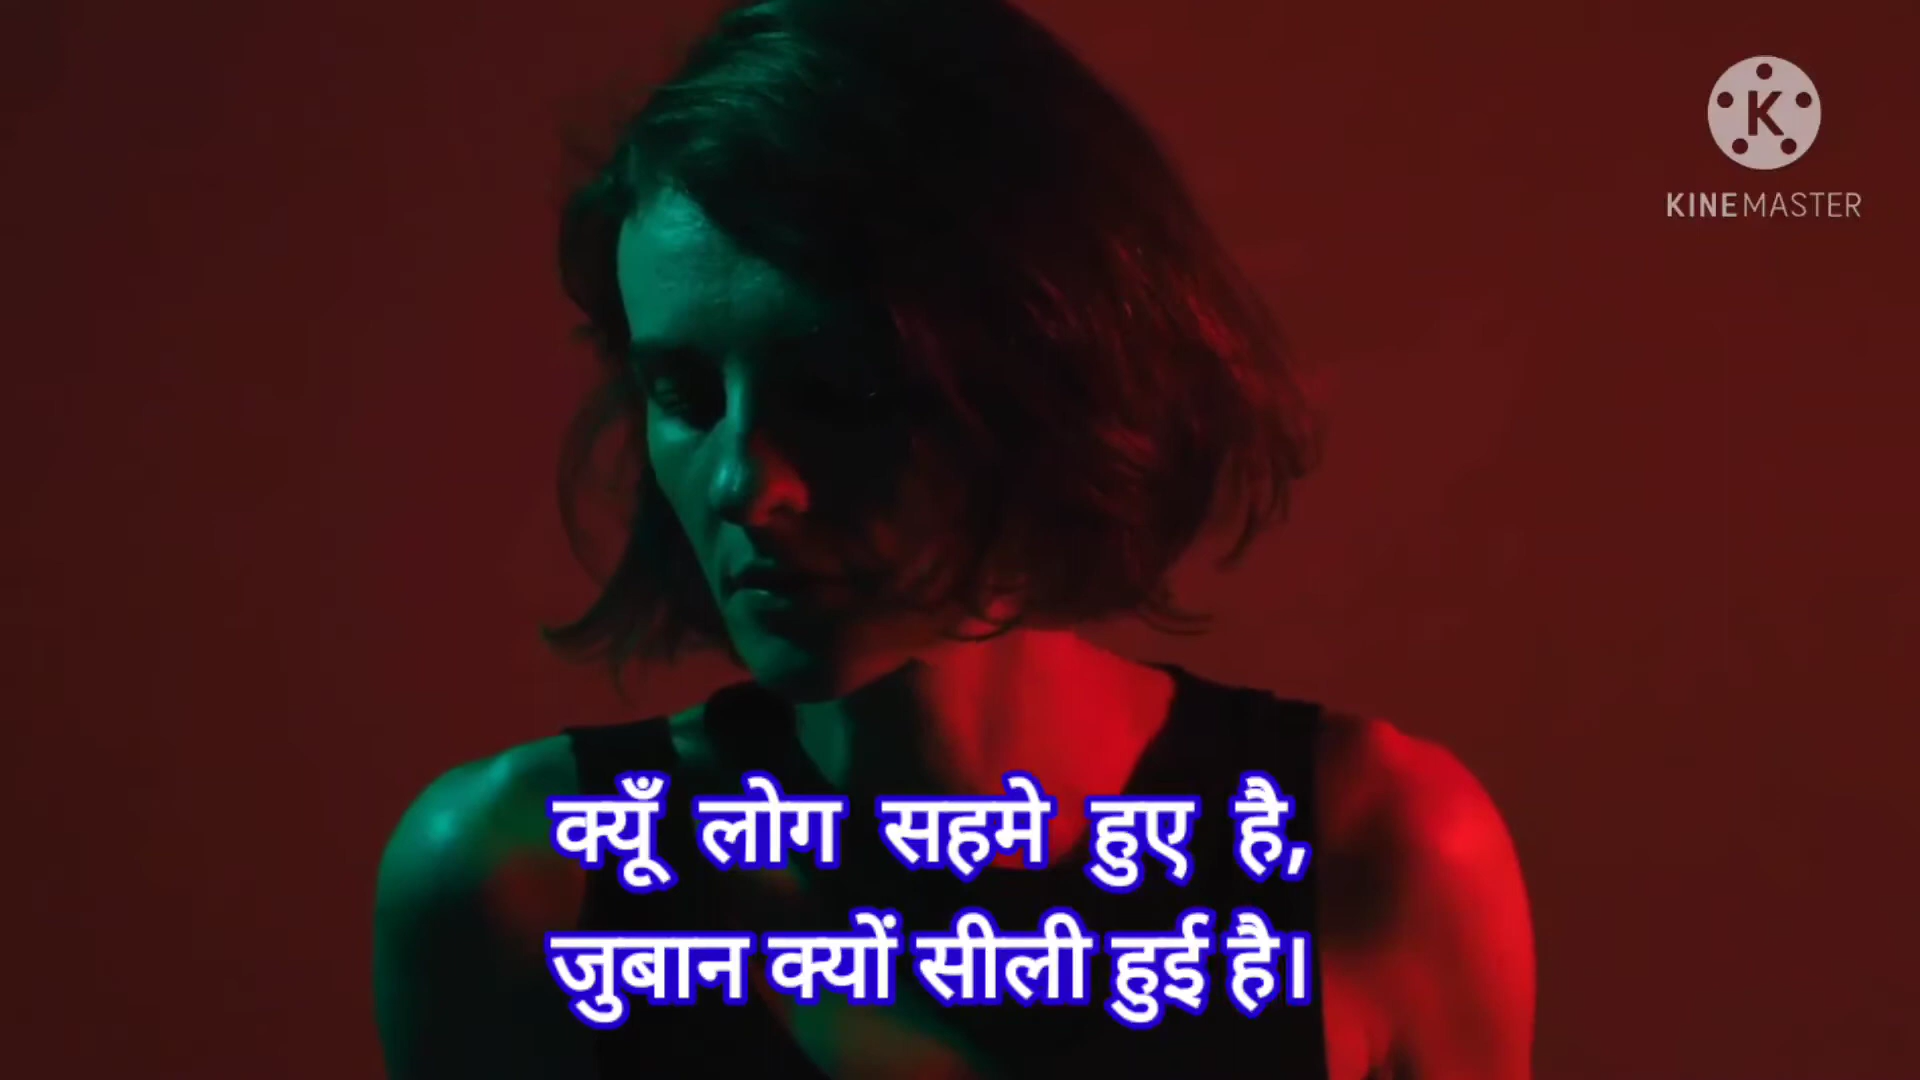 KINEMASTER
क्यूँ लोग सहमे हुए है,
जुबान क्यों सीली हुई है।